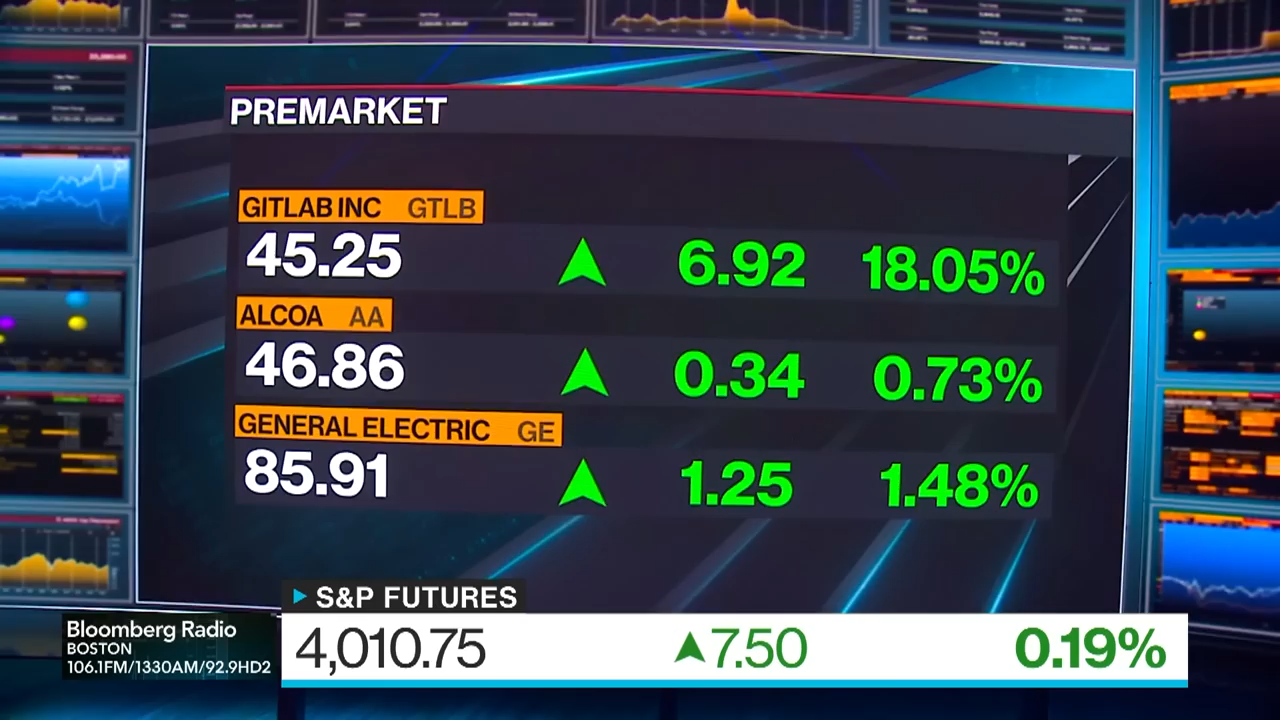 PREMARKET
GITLAB INC GTLB
45.25 ▲ 6.92 18.05%
ALCOA AA
46.86 ▲ 0.34 0.73%
GENERAL ELECTRIC GE
85.91 ▲ 1.25 1.48%
▶ S&P FUTURES
4,010.75 ▲7.50 0.19%
Bloomberg Radio
BOSTON
106.1FM/1330AM/92.9HD2